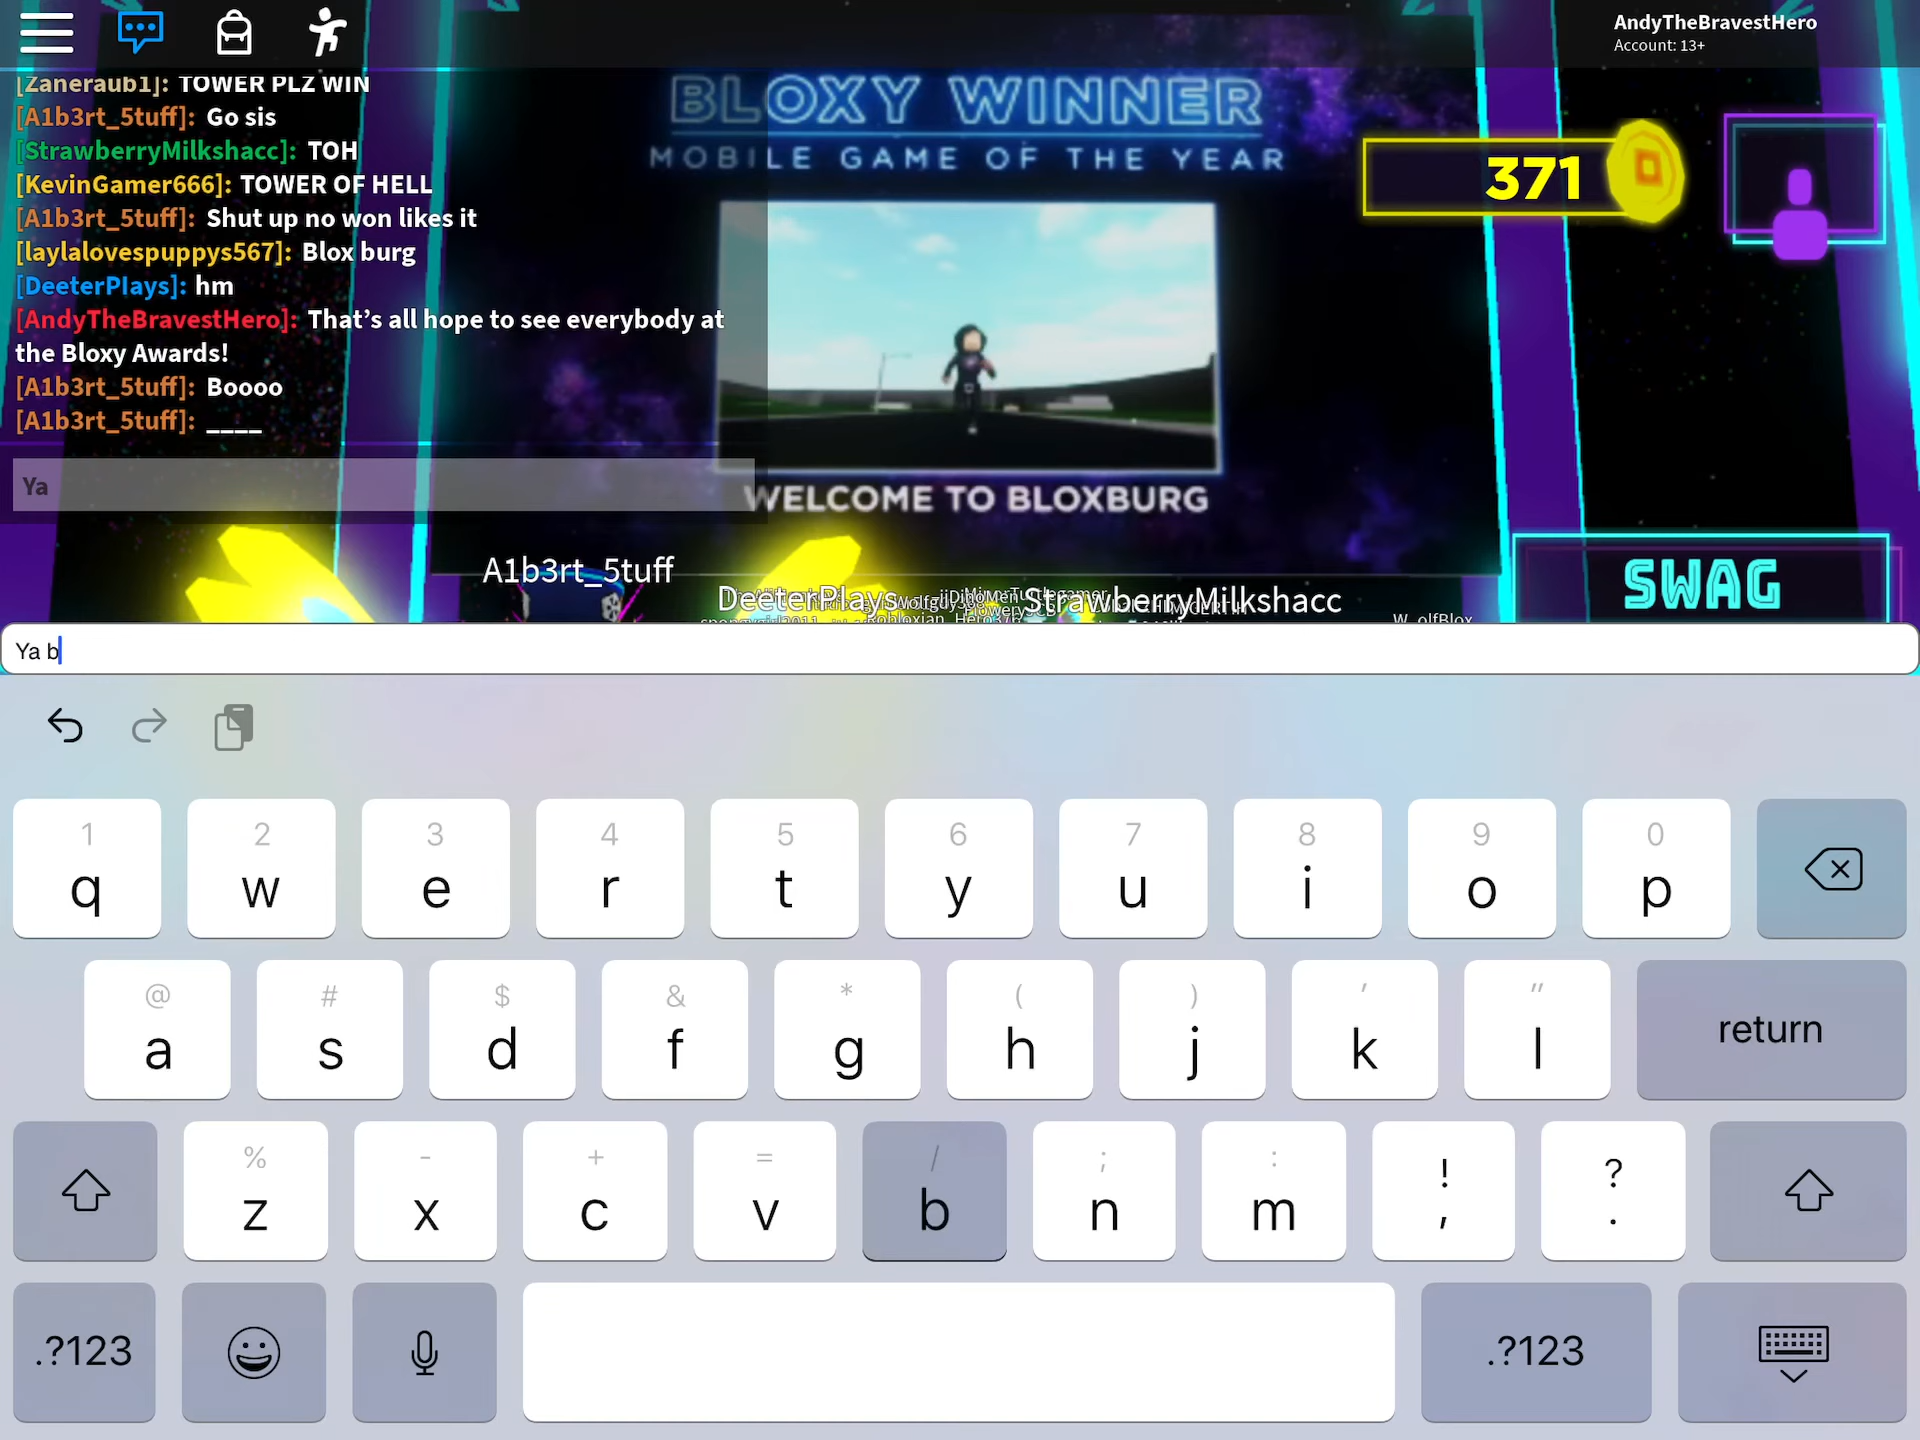 AndyTheBravestHero
Account: 13+
[Zaneraub1]: TOWER PLZ WIN
[A1b3rt_5tuff]: Go sis
[StrawberryMilkshacc]: TOH
[KevinGamer666]: TOWER OF HELL
[A1b3rt_5tuff]: Shut up no won likes it
[laylalovespuppys567]: Blox burg
[DeeterPlays]: hm
[AndyTheBravestHero]: That's all hope to see everybody at
the Bloxy Awards!
[A1b3rt_5tuff]: Boooo
[A1b3rt_5tuff]: ____
Ya
BLOXY WINNER
MOBILE GAME OF THE YEAR
371
WELCOME TO BLOXBURG
SWAG
A1b3rt_5tuff
DeeterPlays
StrawberryMilkshacc
W_olfBlox
Ya b
1 2 3 4 5 6 7 8 9 0
q w e r t y u i o p
@ # $ & * ( ) ' "
a s d f g h j k l return
% - + = / ; : ! ?
z x c v b n m , .
.?123 .?123